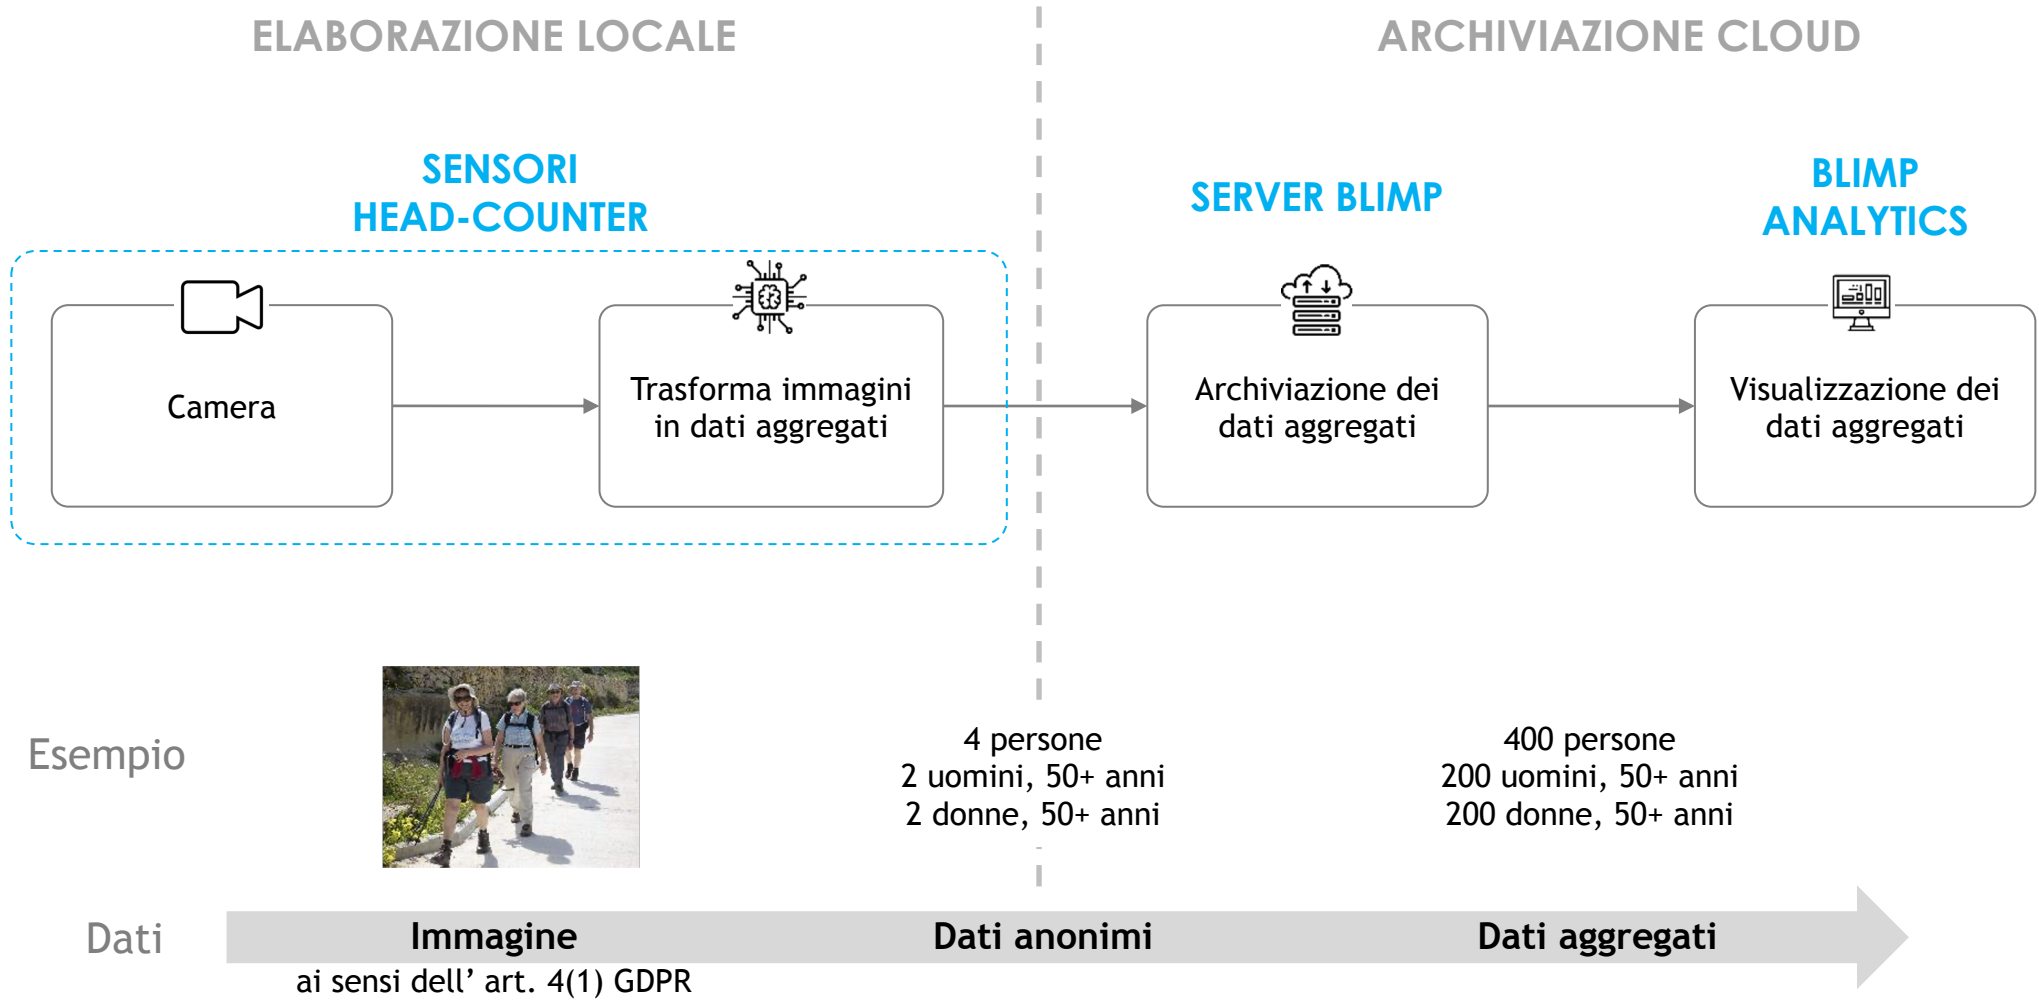 ELABORAZIONE LOCALE
ARCHIVIAZIONE CLOUD
SENSORI
HEAD-COUNTER
SERVER BLIMP
BLIMP
ANALYTICS
Camera
Trasforma immagini
in dati aggregati
Archiviazione dei
dati aggregati
Visualizzazione dei
dati aggregati
Esempio
4 persone
2 uomini, 50+ anni
2 donne, 50+ anni
400 persone
200 uomini, 50+ anni
200 donne, 50+ anni
Dati
Immagine
ai sensi dell’ art. 4(1) GDPR
Dati anonimi
Dati aggregati